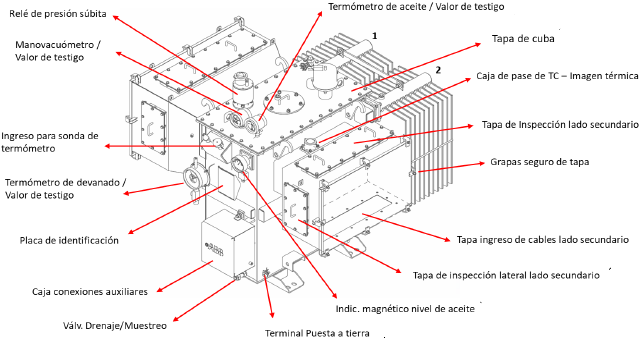 Relé de presión súbita
Manovacuómetro /
Valor de testigo
Ingreso para sonda de
termómetro
Termómetro de devanado /
Valor de testigo
Placa de identificación
Caja conexiones auxiliares
Válv. Drenaje/Muestreo
Terminal Puesta a tierra
Termómetro de aceite / Valor de testigo
1
2
Tapa de cuba
Caja de pase de TC – Imagen térmica
Tapa de Inspección lado secundario
Grapas seguro de tapa
Tapa ingreso de cables lado secundario
Tapa de inspección lateral lado secundario
Indic. magnético nivel de aceite